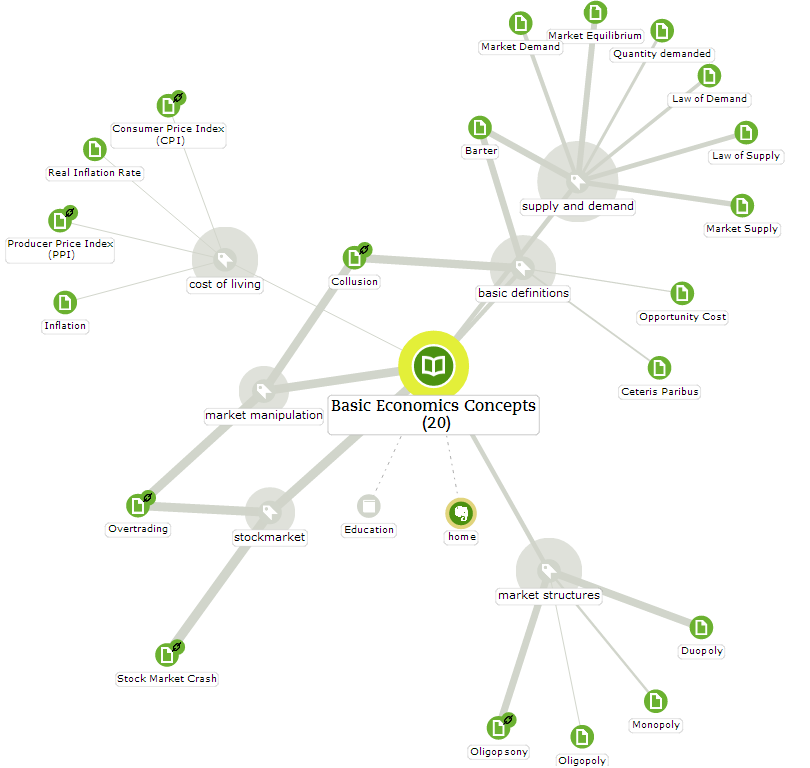 Market Equilibrium
Market Demand
Quantity demanded
Law of Demand
Consumer Price Index
(CPI)
Barter
Law of Supply
Real Inflation Rate
supply and demand
Market Supply
Producer Price Index
(PPI)
cost of living
Collusion
basic definitions
Opportunity Cost
Inflation
Ceteris Paribus
Basic Economics Concepts
(20)
market manipulation
Overtrading
stockmarket
Education
home
market structures
Duopoly
Stock Market Crash
Monopoly
Oligopsony
Oligopoly